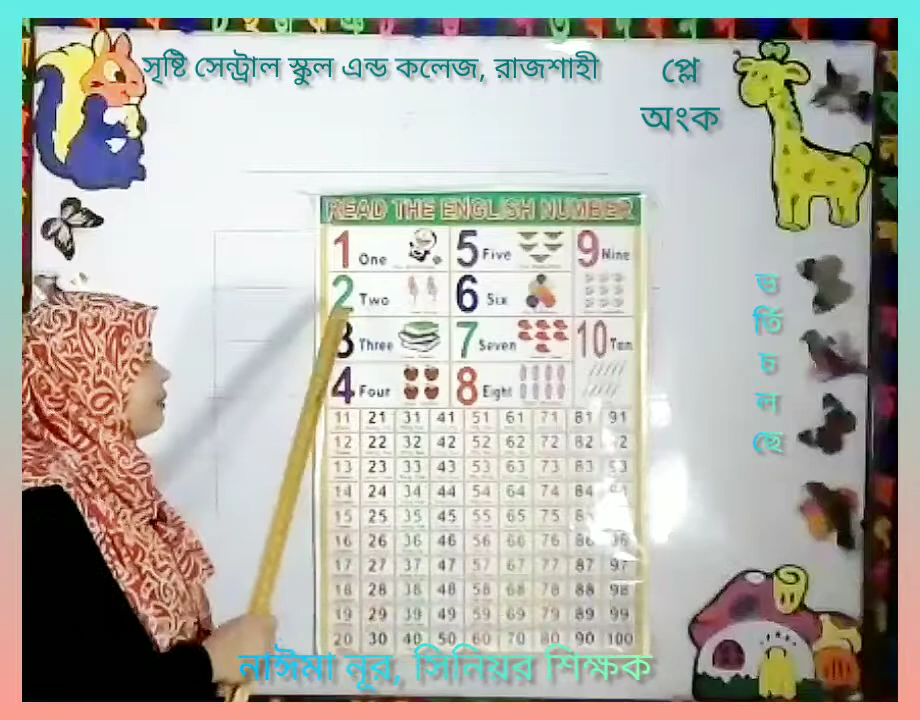 সৃষ্টি সেন্ট্রাল স্কুল এন্ড কলেজ, রাজশাহী
প্লে
অংক
READ THE ENGLISH NUMBER
1 One 5 Five 9 Nine
2 Two 6 Six
3 Three 7 Seven 10 Ten
4 Four 8 Eight
11 21 31 41 51 61 71 81 91
12 22 32 42 52 62 72 82 92
13 23 33 43 53 63 73 83 93
14 24 34 44 54 64 74 84 94
15 25 35 45 55 65 75 85
16 26 36 46 56 66 76 86 96
17 27 37 47 57 67 77 87 97
18 28 38 48 58 68 78 88 98
19 29 39 49 59 69 79 89 99
20 30 40 50 60 70 80 90 100
ভ
র্তি
চ
ল
ছে
নাঈমা নূর, সিনিয়র শিক্ষক